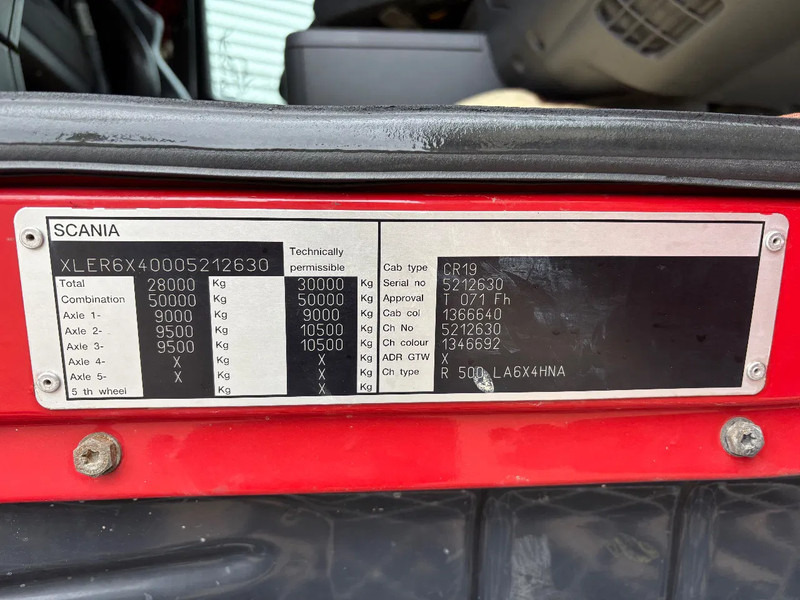 SCANIA
XLER6X40005212630
Technically
permissible
Total 28000 Kg 30000 Kg
Combination 50000 Kg 50000 Kg
Axle 1- 9000 Kg 9000 Kg
Axle 2- 9500 Kg 10500 Kg
Axle 3- 9500 Kg 10500 Kg
Axle 4- X Kg X Kg
Axle 5- X Kg X Kg
5 th wheel Kg X Kg
Cab type CR19
Serial no 5212630
Approval T 071 Fh
Cab col 1366640
Ch No 5212630
Ch colour 1346692
ADR GTW X
Ch type R 500 LA6X4HNA